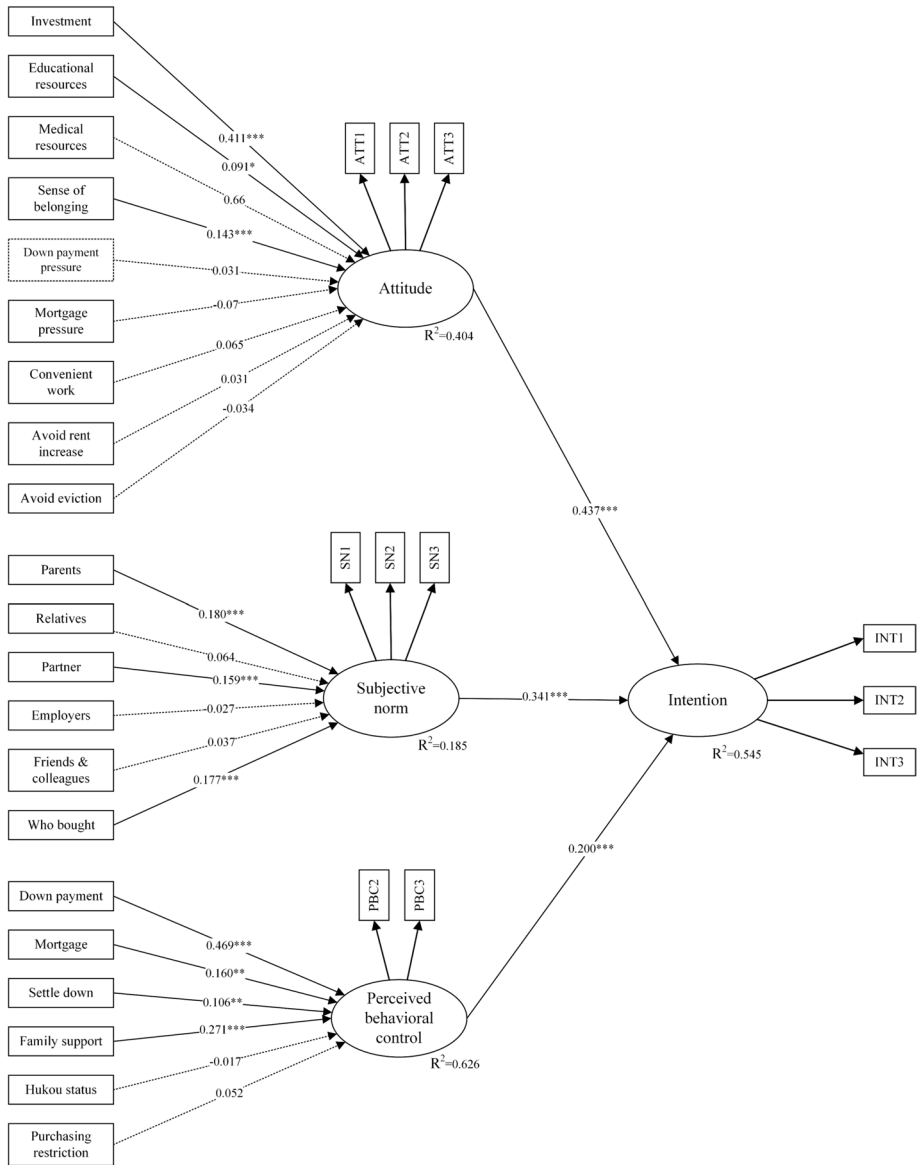 Investment
Educational
resources
Medical
resources
Sense of
belonging
Down payment
pressure
Mortgage
pressure
Convenient
work
Avoid rent
increase
Avoid eviction
0.411***
0.091*
0.66
0.143***
0.031
-0.07
0.065
0.031
-0.034
ATT1
ATT2
ATT3
Attitude
R²=0.404
0.437***
Parents
Relatives
Partner
Employers
Friends &
colleagues
Who bought
0.180***
0.064
0.159***
-0.027
0.037
0.177***
SN1
SN2
SN3
Subjective
norm
R²=0.185
0.341***
Intention
R²=0.545
INT1
INT2
INT3
Down payment
Mortgage
Settle down
Family support
Hukou status
Purchasing
restriction
0.469***
0.160**
0.106**
0.271***
-0.017
0.052
PBC2
PBC3
Perceived
behavioral
control
R²=0.626
0.200***